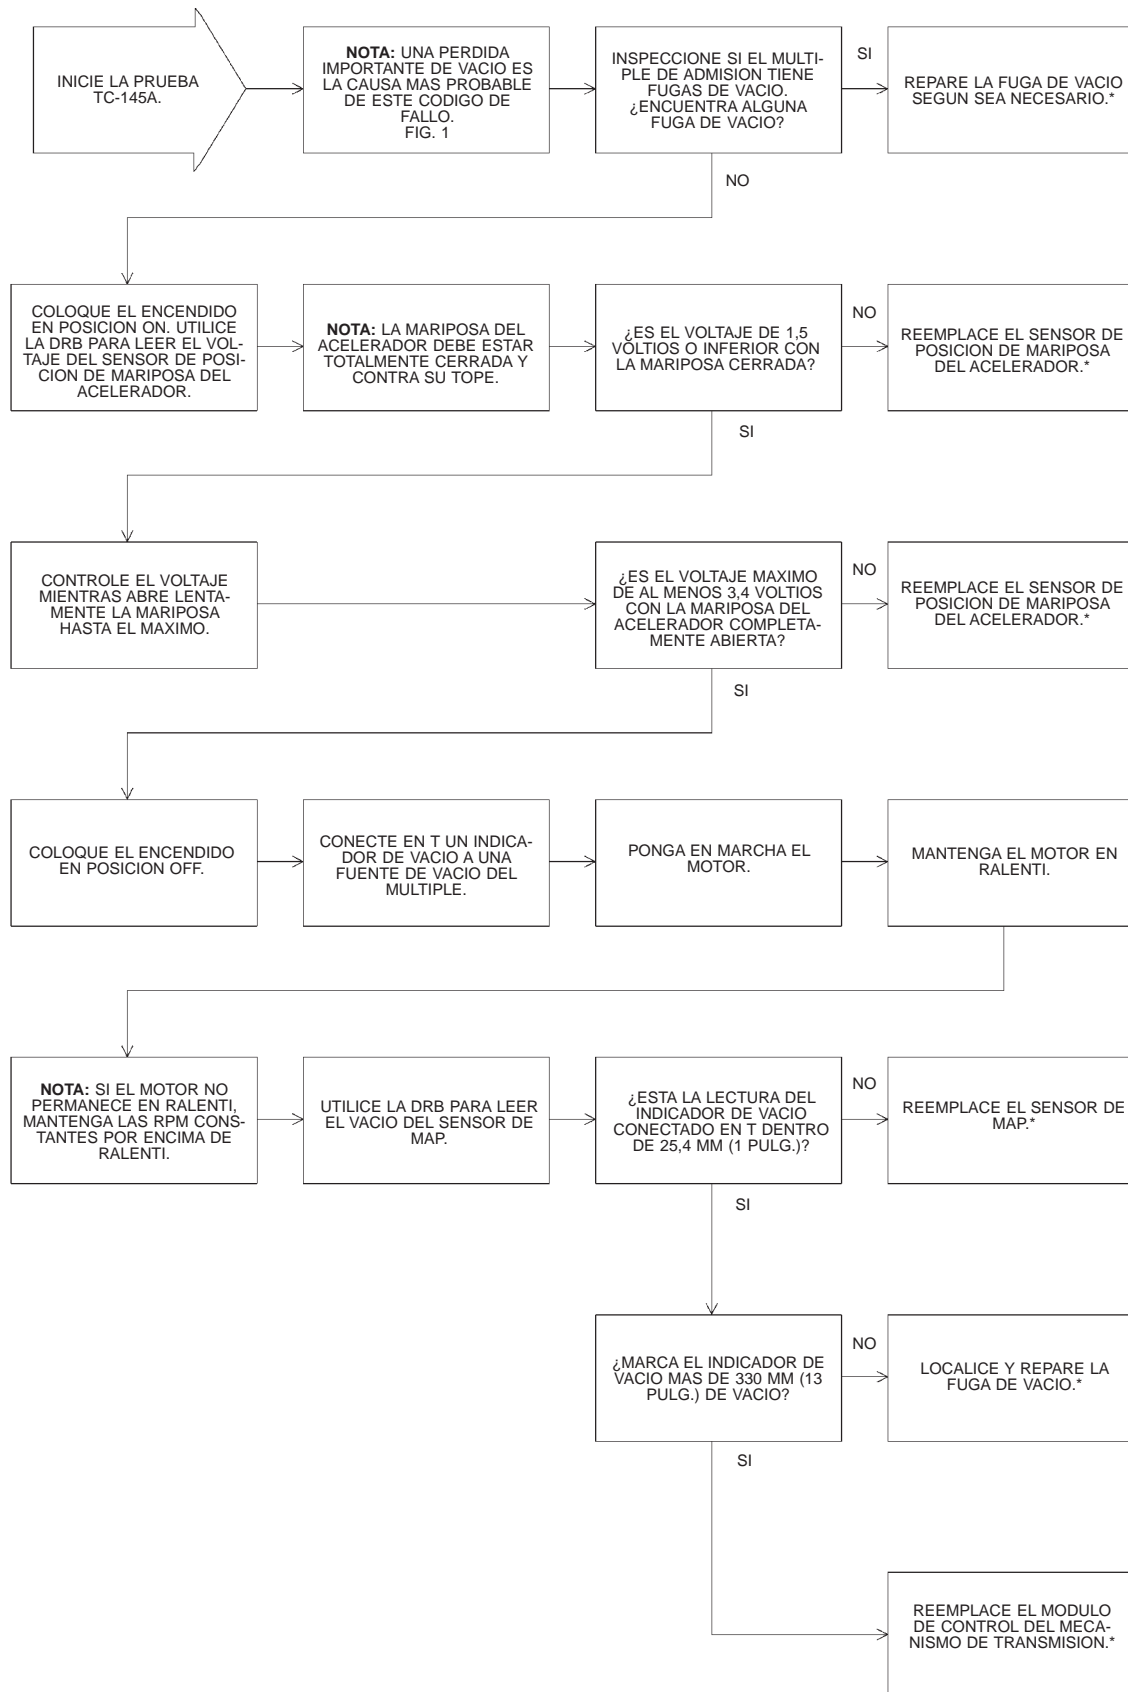 INICIE LA PRUEBA
TC-145A.
NOTA: UNA PERDIDA
IMPORTANTE DE VACIO ES
LA CAUSA MAS PROBABLE
DE ESTE CODIGO DE
FALLO.
FIG. 1
INSPECCIONE SI EL MULTI-
PLE DE ADMISION TIENE
FUGAS DE VACIO.
¿ENCUENTRA ALGUNA
FUGA DE VACIO?
SI
REPARE LA FUGA DE VACIO
SEGUN SEA NECESARIO.*
NO
COLOQUE EL ENCENDIDO
EN POSICION ON. UTILICE
LA DRB PARA LEER EL VOL-
TAJE DEL SENSOR DE POSI-
CION DE MARIPOSA DEL
ACELERADOR.
NOTA: LA MARIPOSA DEL
ACELERADOR DEBE ESTAR
TOTALMENTE CERRADA Y
CONTRA SU TOPE.
¿ES EL VOLTAJE DE 1,5
VOLTIOS O INFERIOR CON
LA MARIPOSA CERRADA?
NO
REEMPLACE EL SENSOR DE
POSICION DE MARIPOSA
DEL ACELERADOR.*
SI
CONTROLE EL VOLTAJE
MIENTRAS ABRE LENTA-
MENTE LA MARIPOSA
HASTA EL MAXIMO.
¿ES EL VOLTAJE MAXIMO
DE AL MENOS 3,4 VOLTIOS
CON LA MARIPOSA DEL
ACELERADOR COMPLETA-
MENTE ABIERTA?
NO
REEMPLACE EL SENSOR DE
POSICION DE MARIPOSA
DEL ACELERADOR.*
SI
COLOQUE EL ENCENDIDO
EN POSICION OFF.
CONECTE EN T UN INDICA-
DOR DE VACIO A UNA
FUENTE DE VACIO DEL
MULTIPLE.
PONGA EN MARCHA EL
MOTOR.
MANTENGA EL MOTOR EN
RALENTI.
NOTA: SI EL MOTOR NO
PERMANECE EN RALENTI,
MANTENGA LAS RPM CONS-
TANTES POR ENCIMA DE
RALENTI.
UTILICE LA DRB PARA LEER
EL VACIO DEL SENSOR DE
MAP.
¿ESTA LA LECTURA DEL
INDICADOR DE VACIO
CONECTADO EN T DENTRO
DE 25,4 MM (1 PULG.)?
NO
REEMPLACE EL SENSOR DE
MAP.*
SI
¿MARCA EL INDICADOR DE
VACIO MAS DE 330 MM (13
PULG.) DE VACIO?
NO
LOCALICE Y REPARE LA
FUGA DE VACIO.*
SI
REEMPLACE EL MODULO
DE CONTROL DEL MECA-
NISMO DE TRANSMISION.*